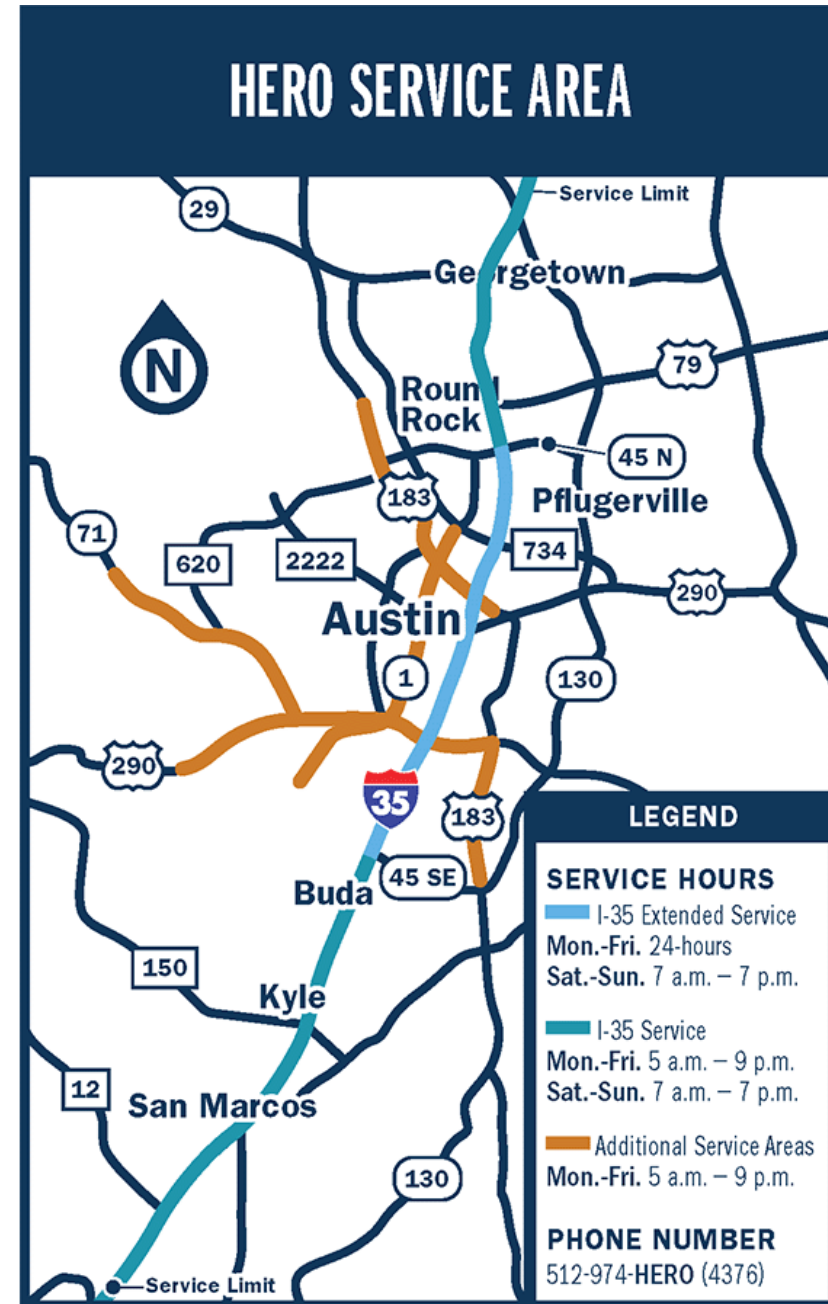 HERO SERVICE AREA
Service Limit
29
Georgetown
N
79
Round
Rock
45 N
183
Pflugerville
71
620
2222
734
290
Austin
1
130
290
35
183
45 SE
Buda
150
Kyle
12
San Marcos
130
Service Limit
LEGEND
SERVICE HOURS
I-35 Extended Service
Mon.-Fri. 24-hours
Sat.-Sun. 7 a.m. – 7 p.m.
I-35 Service
Mon.-Fri. 5 a.m. – 9 p.m.
Sat.-Sun. 7 a.m. – 7 p.m.
Additional Service Areas
Mon.-Fri. 5 a.m. – 9 p.m.
PHONE NUMBER
512-974-HERO (4376)